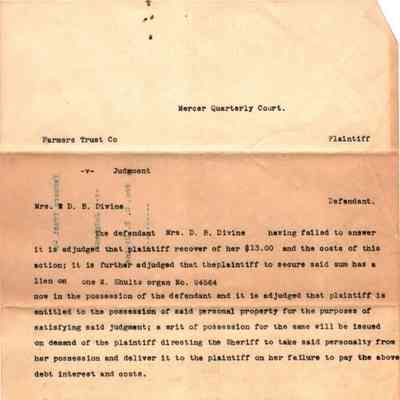 Mercer Quarterly Court.
Farmers Trust Co Plaintiff
-v- Judgment
Mrs. W D. B. Divine Defendant.
The defendant Mrs. D. B. Divine having failed to answer
it is adjudged that plaintiff recover of her $13.00 and the costs of this
action; it is further adjudged that theplaintiff to secure said sum has a
lien on one E. Shults organ No. 24564
now in the possession of the defendant and it is adjudged that plaintiff is
entitled to the possession of said personal property for the purposes of
satisfying said judgment; a writ of possession for the same will be issued
on demand of the plaintiff directing the Sheriff to take said personalty from
her possession and deliver it to the plaintiff on her failure to pay the above
debt interest and costs.